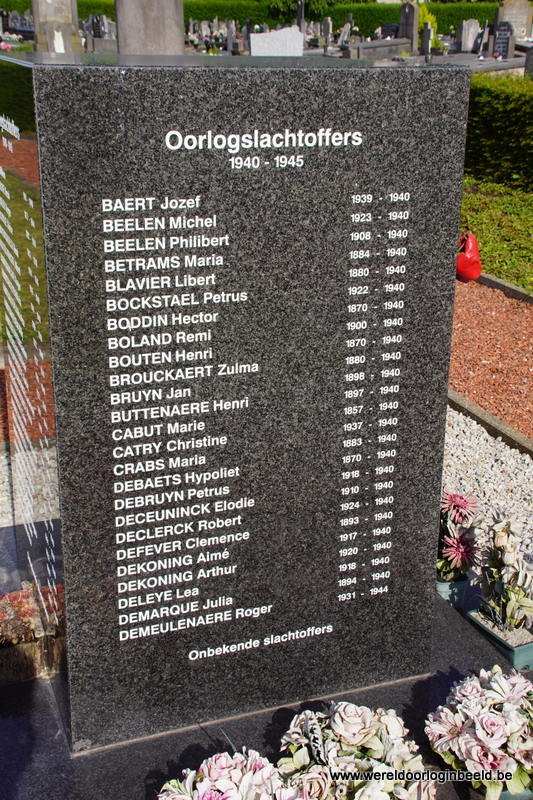 Oorlogslachtoffers
1940 - 1945
BAERT Jozef 1939 - 1940
BEELEN Michel 1923 - 1940
BEELEN Philibert 1908 - 1940
BETRAMS Maria 1884 - 1940
BLAVIER Libert 1880 - 1940
BOCKSTAEL Petrus 1922 - 1940
BODDIN Hector 1870 - 1940
BOLAND Remi 1900 - 1940
BOUTEN Henri 1870 - 1940
BROUCKAERT Zulma 1880 - 1940
BRUYN Jan 1898 - 1940
BUTTENAERE Henri 1897 - 1940
CABUT Marie 1857 - 1940
CATRY Christine 1937 - 1940
CRABS Maria 1883 - 1940
DEBAETS Hypoliet 1870 - 1940
DEBRUYN Petrus 1918 - 1940
DECEUNINCK Elodie 1910 - 1940
DECLERCK Robert 1924 - 1940
DEFEVER Clemence 1893 - 1940
DEKONING Aimé 1917 - 1940
DEKONING Arthur 1920 - 1940
DELEYE Lea 1918 - 1940
DEMARQUE Julia 1894 - 1940
DEMEULENAERE Roger 1931 - 1944
Onbekende slachtoffers
www.wereldoorloginbeeld.be